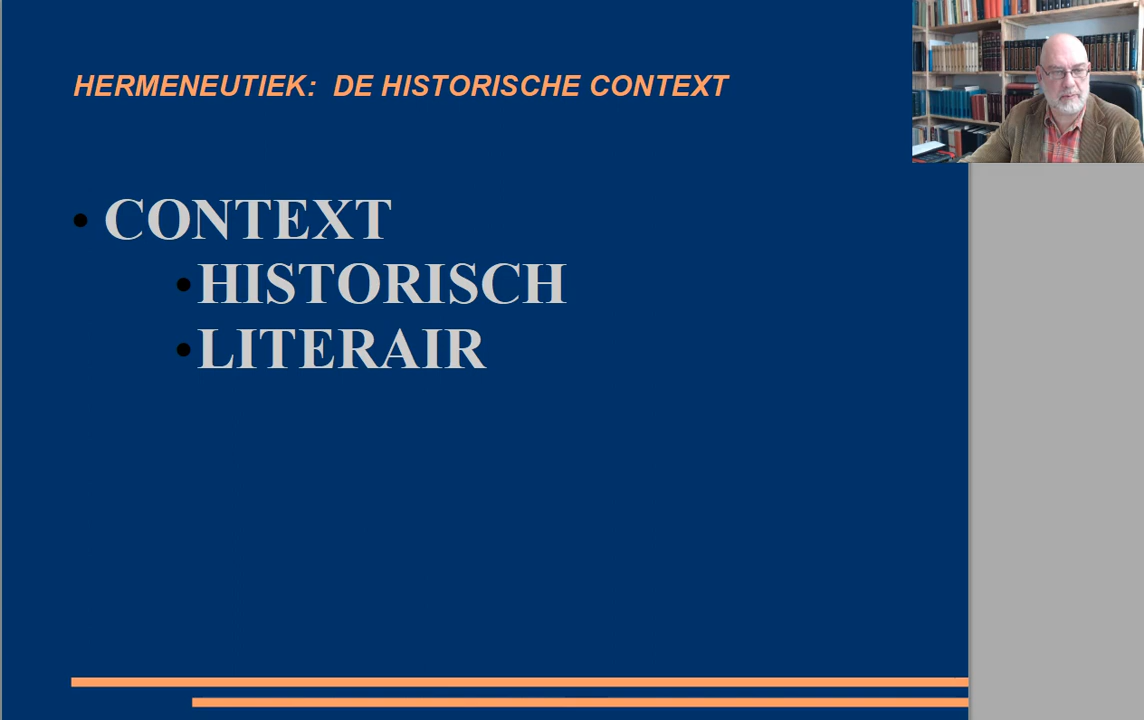 HERMENEUTIEK: DE HISTORISCHE CONTEXT
• CONTEXT
• HISTORISCH
• LITERAIR